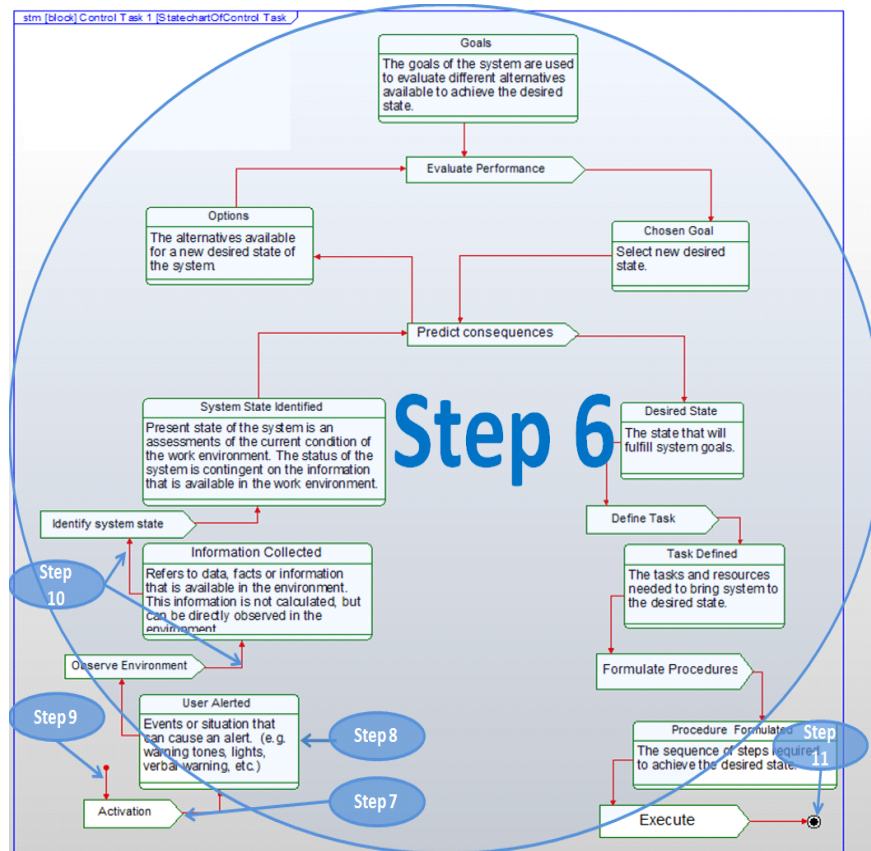 stm [block] Control Task 1 [StatechartOfControl Task
Goals
The goals of the system are used
to evaluate different alternatives
available to achieve the desired
state.
Evaluate Performance
Options
The alternatives available
for a new desired state of
the system.
Chosen Goal
Select new desired
state.
Predict consequences
System State Identified
Present state of the system is an
assessments of the current condition of
the work environment. The status of the
system is contingent on the information
that is available in the work environment.
Step 6
Desired State
The state that will
fulfill system goals.
Identify system state
Define Task
Information Collected
Refers to data, facts or information
that is available in the environment.
This information is not calculated, but
can be directly observed in the
environment
Step
10
Task Defined
The tasks and resources
needed to bring system to
the desired state.
Observe Environment
Formulate Procedures
User Alerted
Events or situation that
can cause an alert. (e.g.
warning tones, lights,
verbal warning, etc.)
Step 9
Step 8
Procedure Formulated
The sequence of steps required
to achieve the desired state.
Step
11
Activation
Step 7
Execute